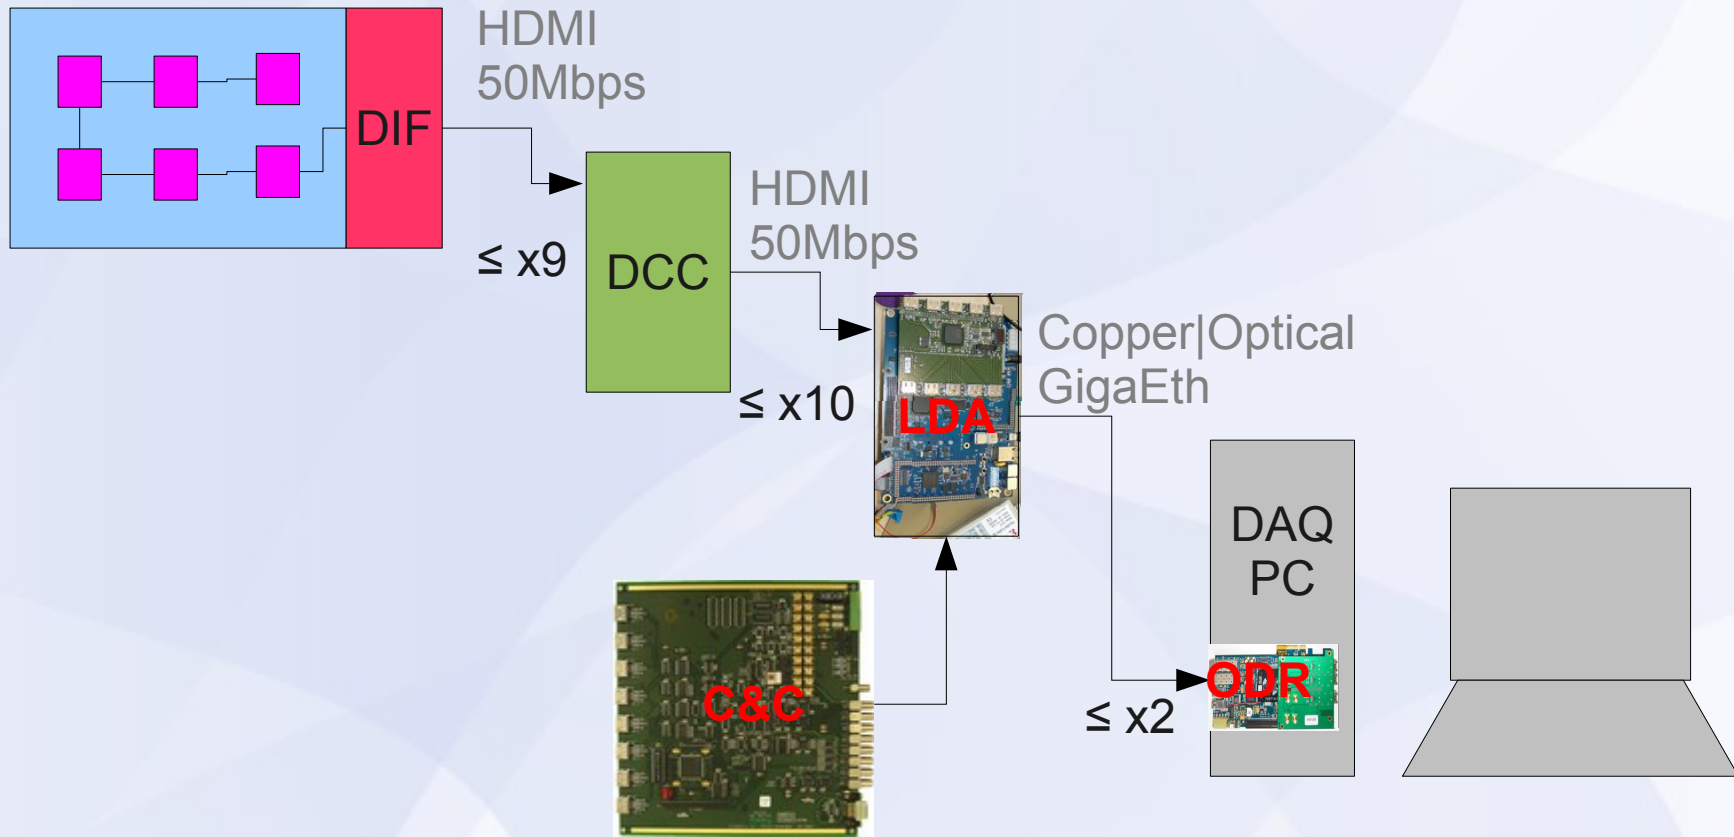 HDMI
50Mbps
DIF
≤ x9
DCC
HDMI
50Mbps
≤ x10
LDA
Copper|Optical
GigaEth
C&C
DAQ
PC
ODR
≤ x2